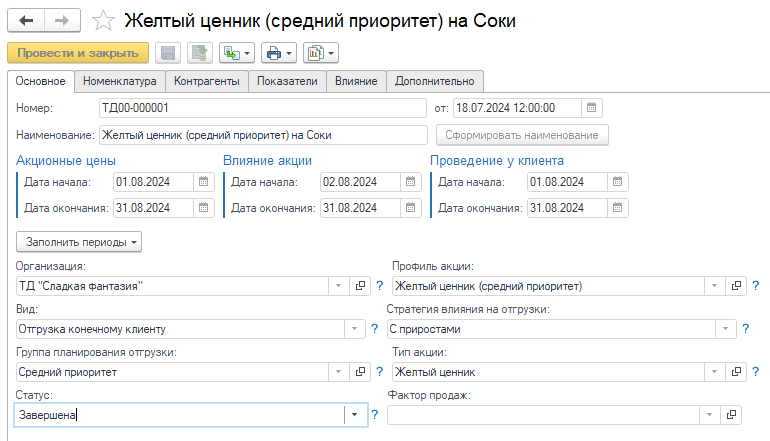 Желтый ценник (средний приоритет) на Соки
Провести и закрыть
Основное Номенклатура Контрагенты Показатели Влияние Дополнительно
Номер: ТД00-000001 от: 18.07.2024 12:00:00
Наименование: Желтый ценник (средний приоритет) на Соки Сформировать наименование
Акционные цены Влияние акции Проведение у клиента
Дата начала: 01.08.2024 Дата начала: 02.08.2024 Дата начала: 01.08.2024
Дата окончания: 31.08.2024 Дата окончания: 31.08.2024 Дата окончания: 31.08.2024
Заполнить периоды
Организация: Профиль акции:
ТД "Сладкая фантазия" ? Желтый ценник (средний приоритет) ?
Вид: Стратегия влияния на отгрузки:
Отгрузка конечному клиенту ? С приростами ?
Группа планирования отгрузки: Тип акции:
Средний приоритет ? Желтый ценник ?
Статус: Фактор продаж:
Завершена ?